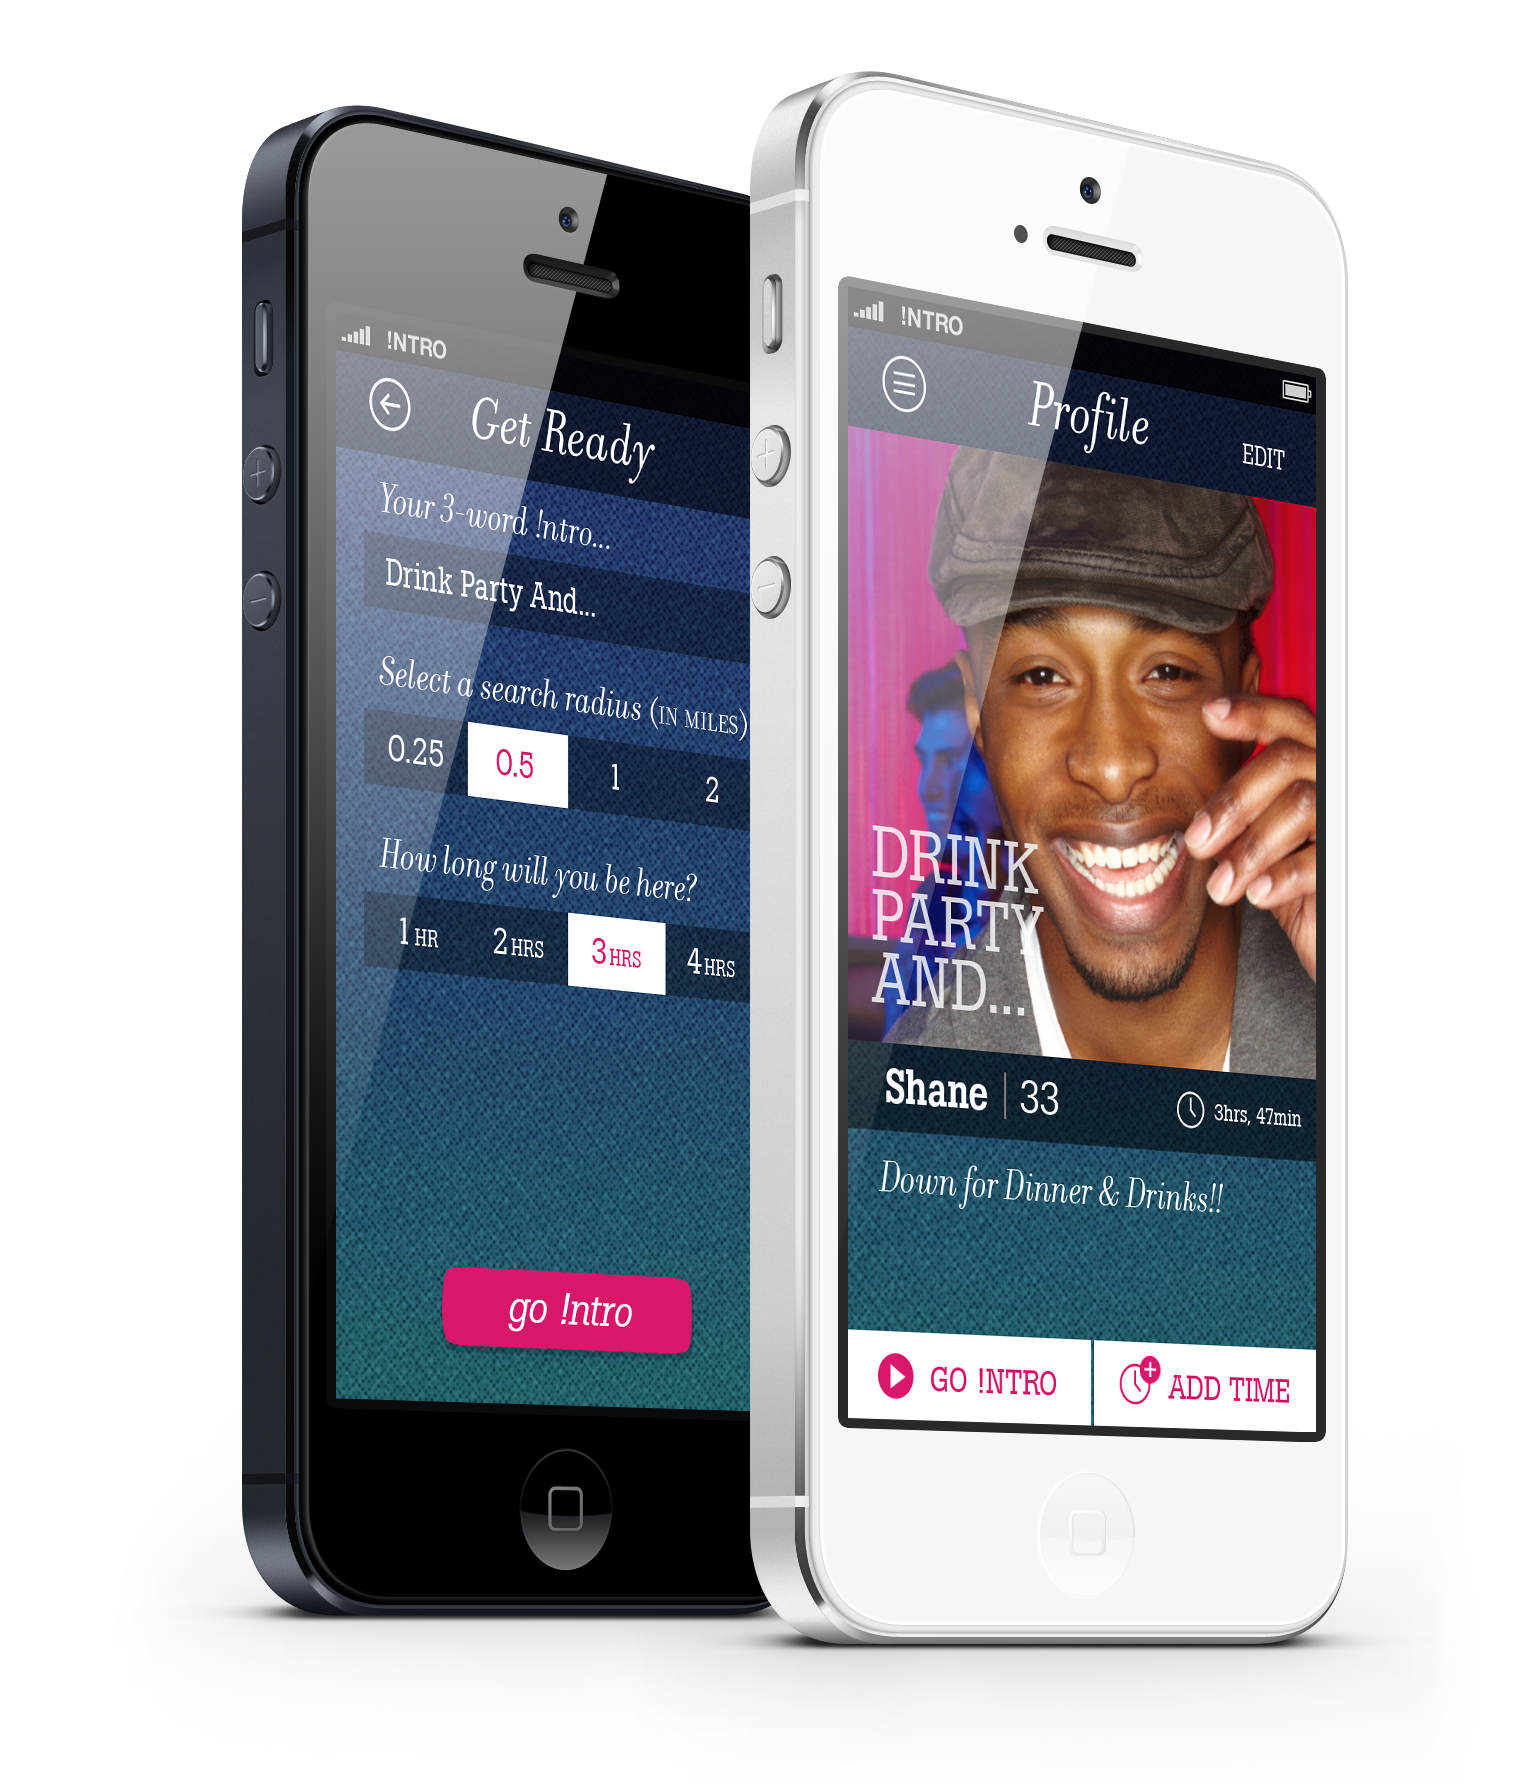 !NTRO
Get Ready
Your 3-word !ntro...
Drink Party And...
Select a search radius (IN MILES)
0.25 0.5 1 2
How long will you be here?
1 HR 2 HRS 3 HRS 4 HRS
go !ntro
!NTRO
Profile
EDIT
DRINK
PARTY
AND...
Shane 33 3hrs, 47min
Down for Dinner & Drinks!!
GO !NTRO ADD TIME